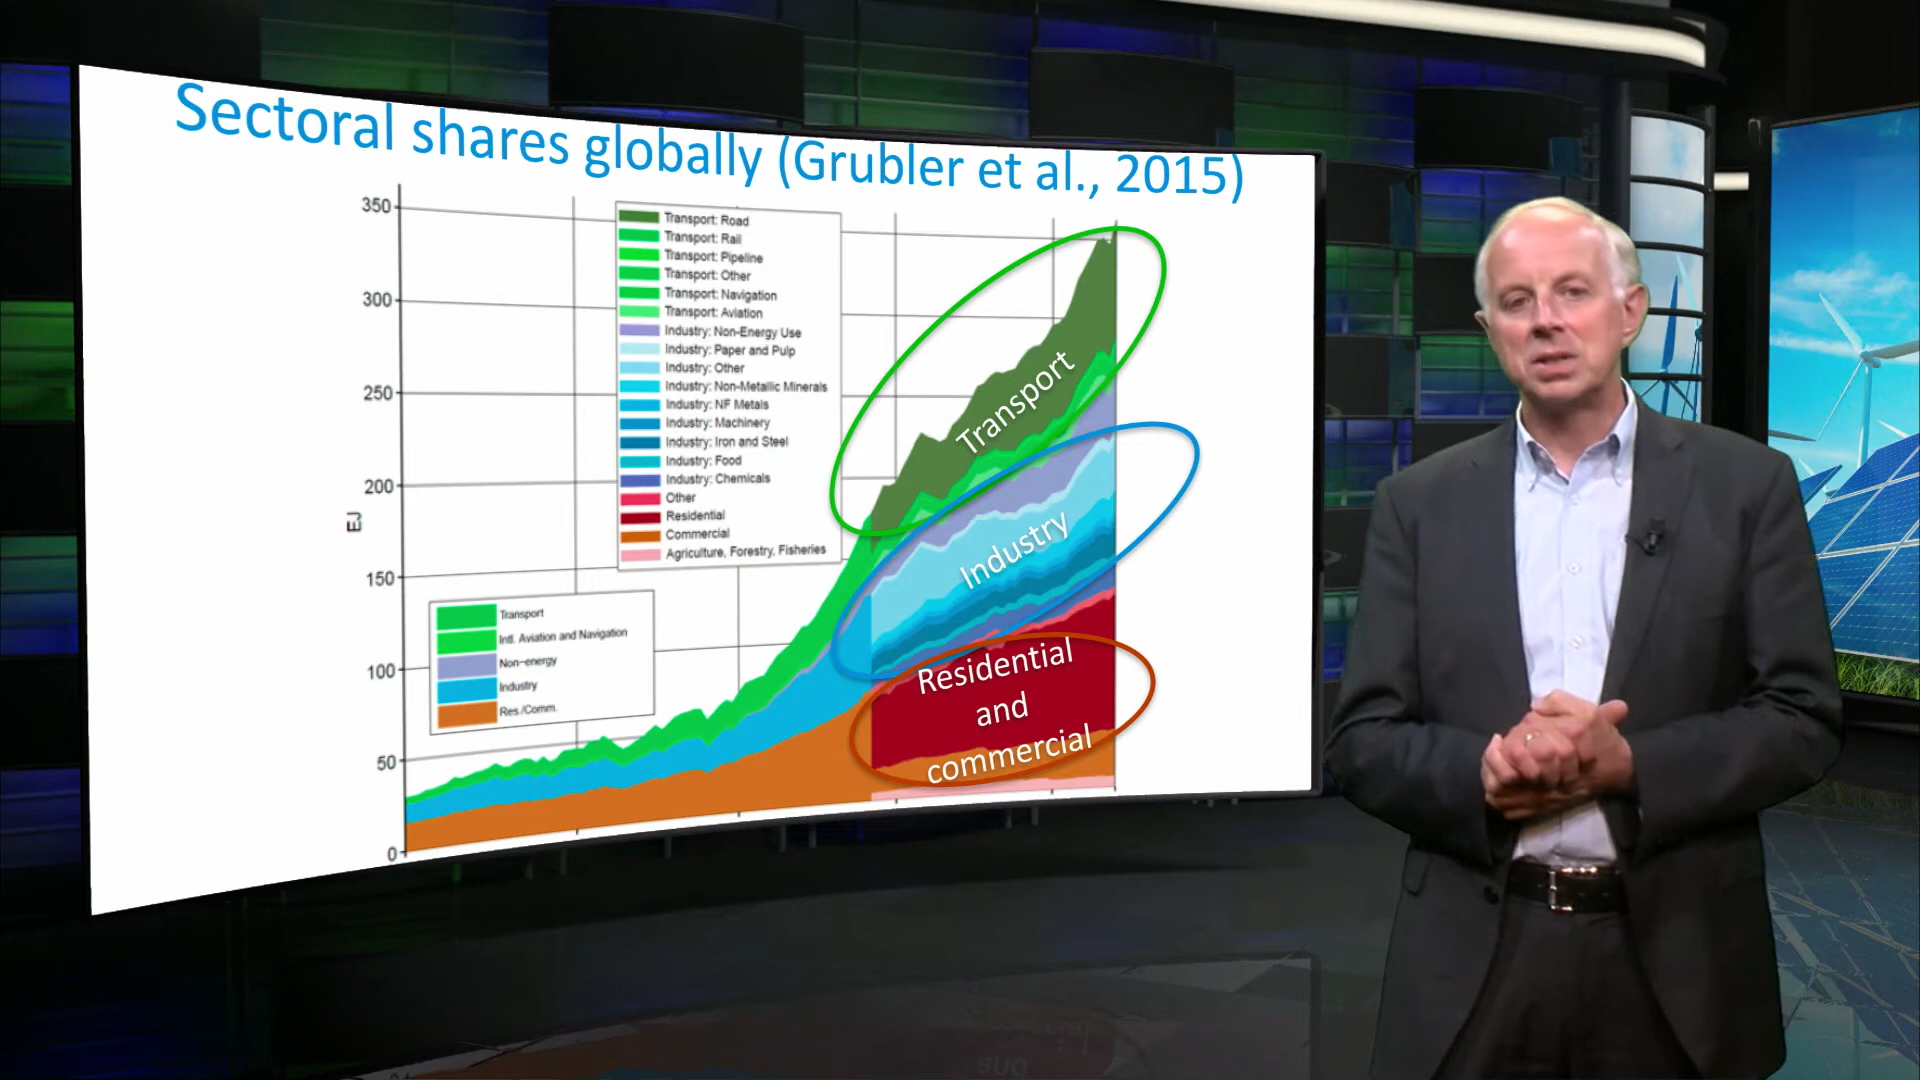 Sectoral shares globally (Grubler et al., 2015)
350
300
250
200
150
100
50
0
EJ
Transport: Road
Transport: Rail
Transport: Pipeline
Transport: Other
Transport: Navigation
Transport: Aviation
Industry: Non-Energy Use
Industry: Paper and Pulp
Industry: Other
Industry: Non-Metallic Minerals
Industry: NF Metals
Industry: Machinery
Industry: Iron and Steel
Industry: Food
Industry: Chemicals
Other
Residential
Commercial
Agriculture, Forestry, Fisheries
Transport
Intl. Aviation and Navigation
Non-energy
Industry
Res./Comm.
Transport
Industry
Residential
and
commercial